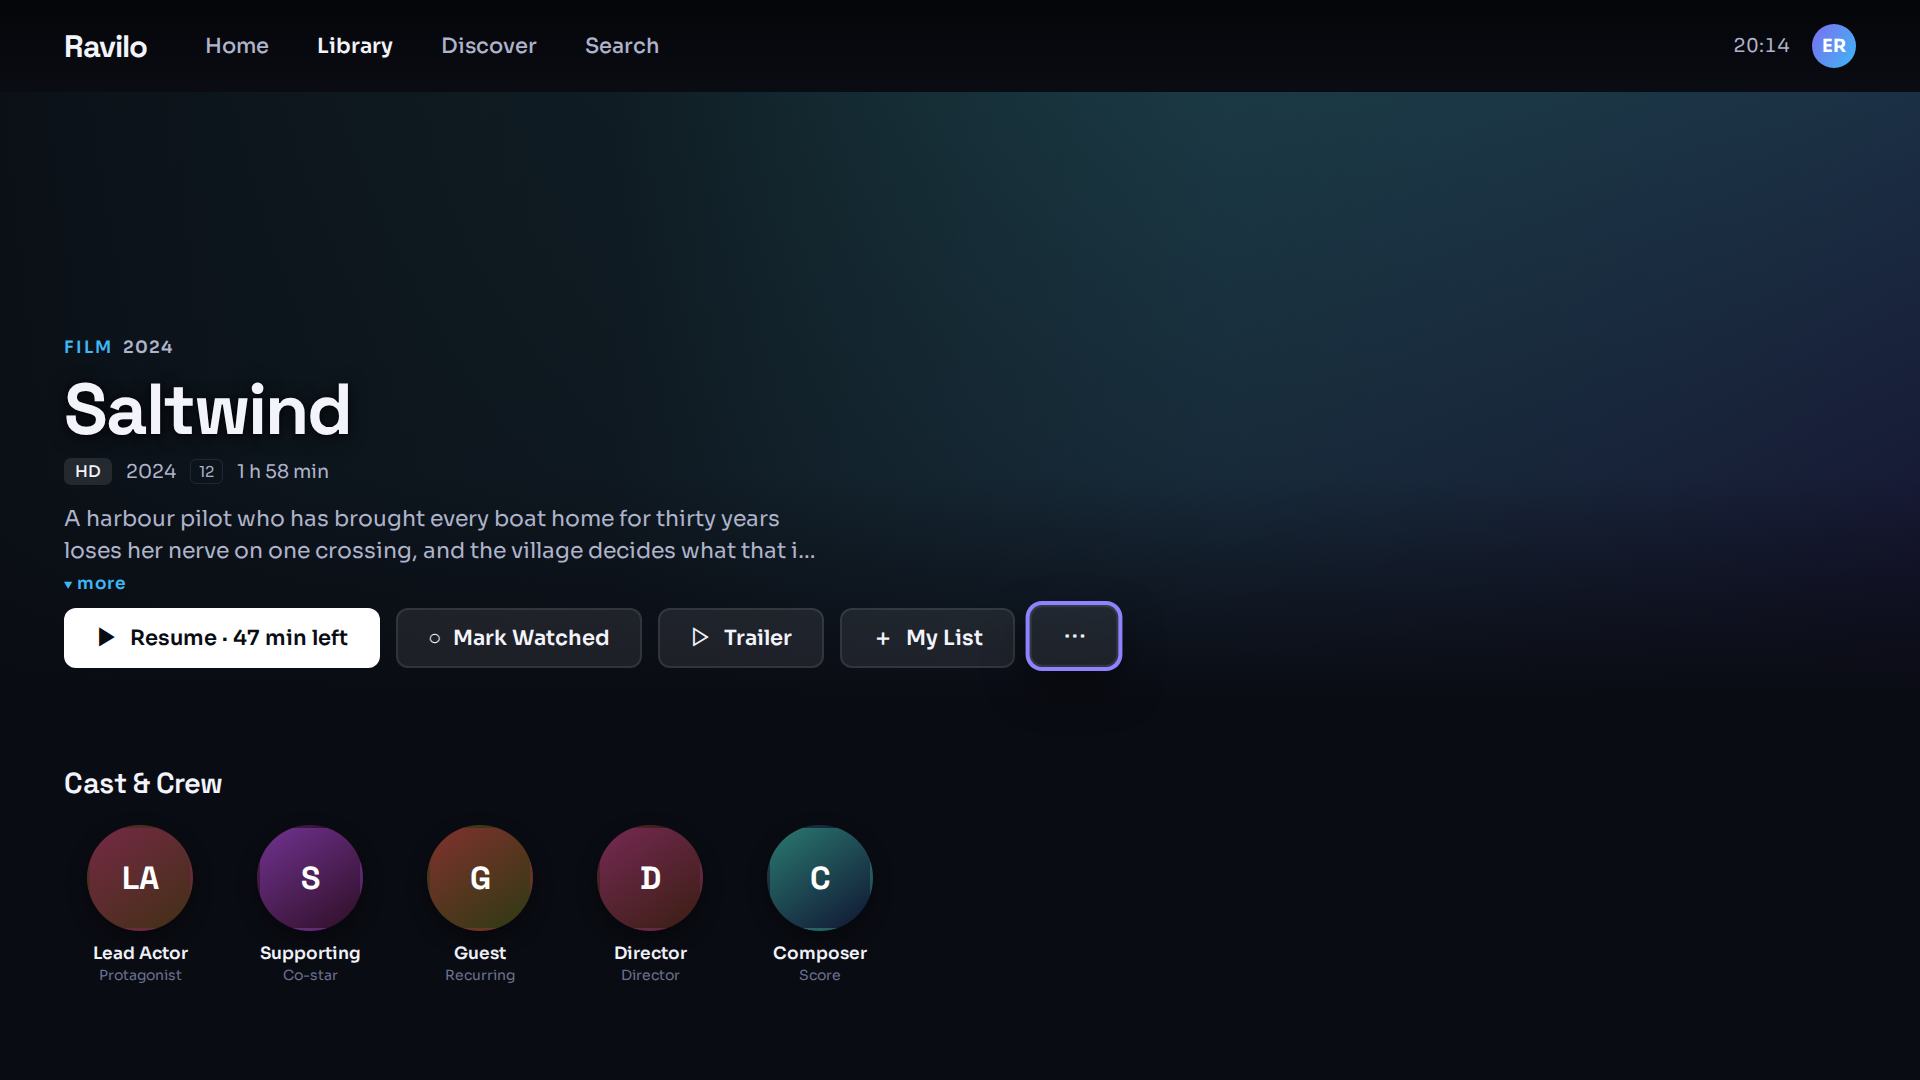 Ravilo Home Library Discover Search 20:14 ER
FILM 2024
Saltwind
HD 2024 12 1 h 58 min
A harbour pilot who has brought every boat home for thirty years
loses her nerve on one crossing, and the village decides what that i...
▾ more
▶ Resume · 47 min left ○ Mark Watched ▷ Trailer + My List ···
Cast & Crew
LA S G D C
Lead Actor Supporting Guest Director Composer
Protagonist Co-star Recurring Director Score